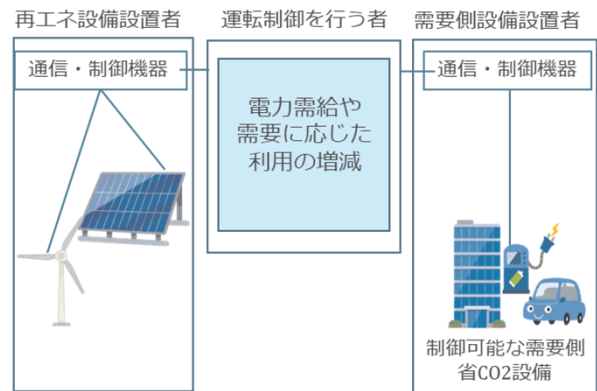 再エネ設備設置者
運転制御を行う者
需要側設備設置者
通信・制御機器
電力需給や
需要に応じた
利用の増減
通信・制御機器
制御可能な需要側
省CO2設備